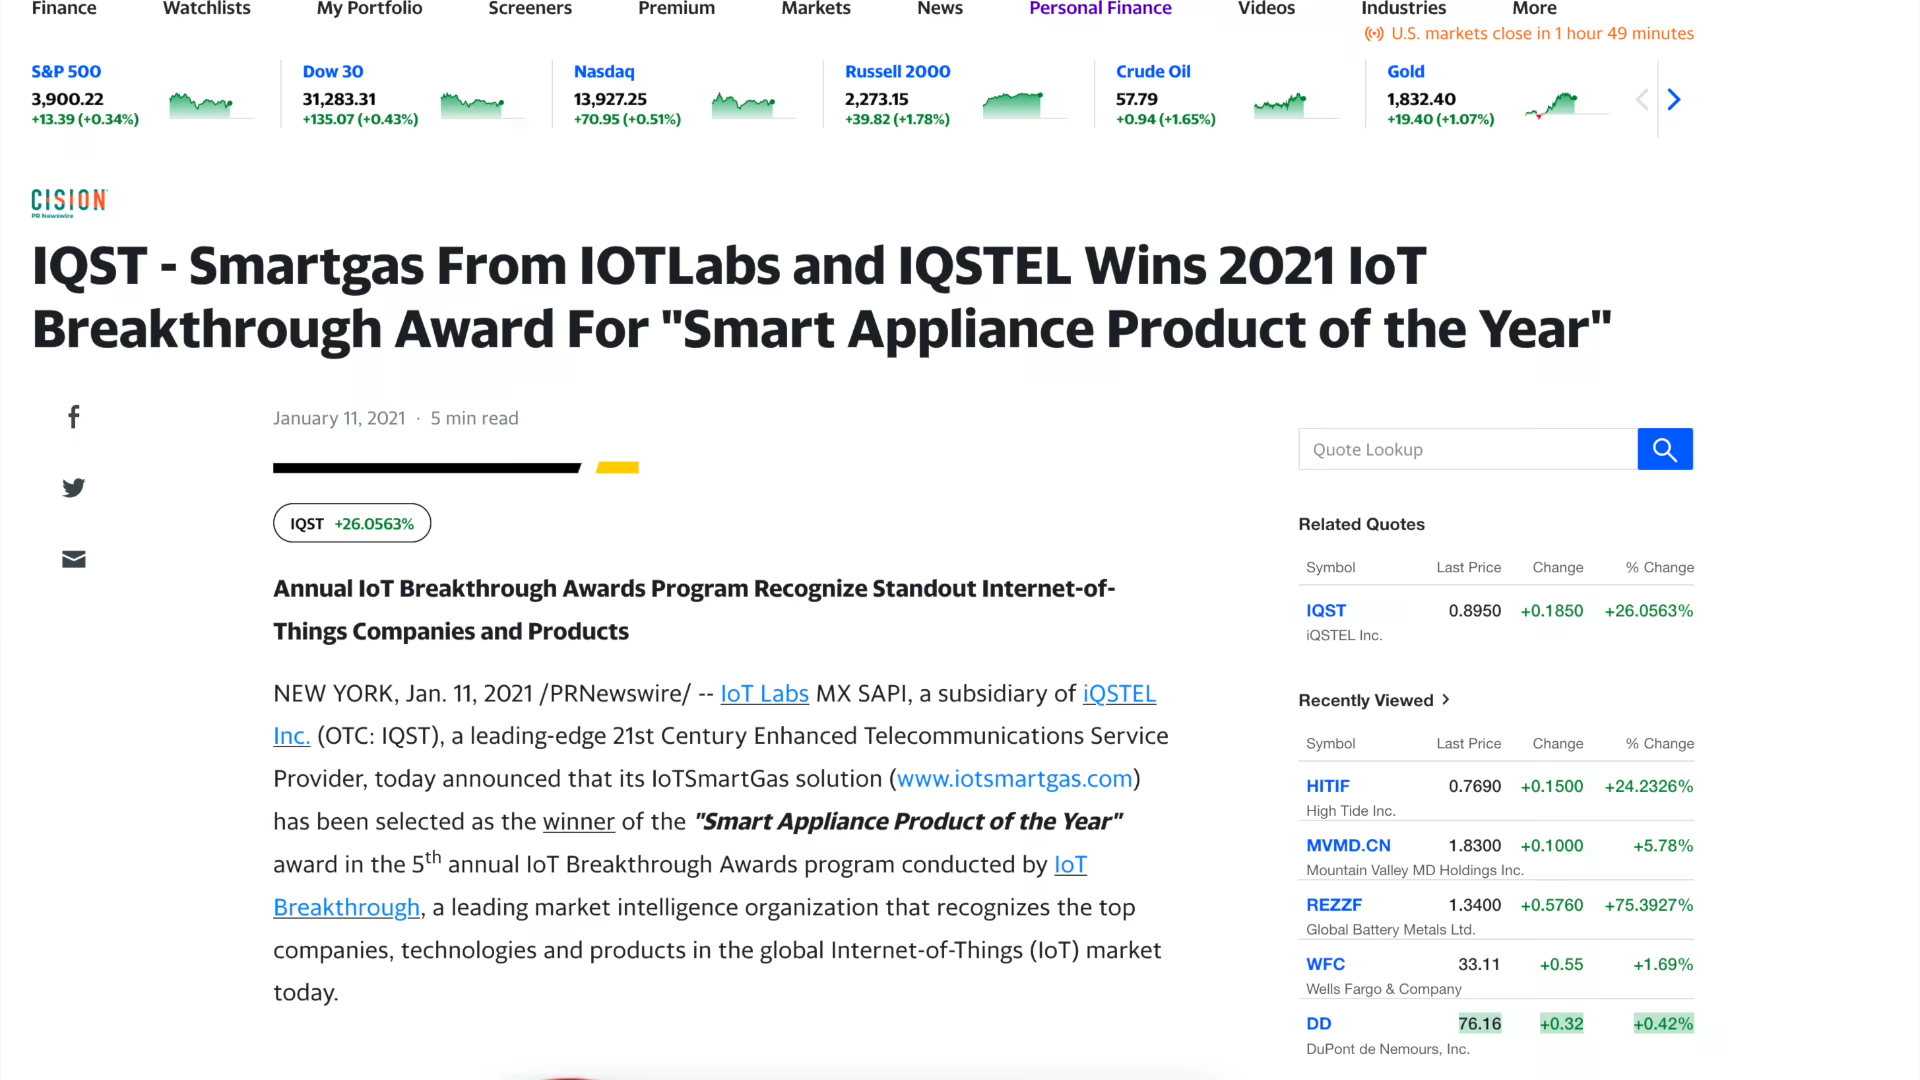 Finance Watchlists My Portfolio Screeners Premium Markets News Personal Finance Videos Industries More
U.S. markets close in 1 hour 49 minutes
S&P 500
3,900.22
+13.39 (+0.34%)
Dow 30
31,283.31
+135.07 (+0.43%)
Nasdaq
13,927.25
+70.95 (+0.51%)
Russell 2000
2,273.15
+39.82 (+1.78%)
Crude Oil
57.79
+0.94 (+1.65%)
Gold
1,832.40
+19.40 (+1.07%)
CISION
PR Newswire
IQST - Smartgas From IOTLabs and IQSTEL Wins 2021 IoT
Breakthrough Award For "Smart Appliance Product of the Year"
January 11, 2021 · 5 min read
IQST +26.0563%
Annual IoT Breakthrough Awards Program Recognize Standout Internet-of-
Things Companies and Products
NEW YORK, Jan. 11, 2021 /PRNewswire/ -- IoT Labs MX SAPI, a subsidiary of iQSTEL
Inc. (OTC: IQST), a leading-edge 21st Century Enhanced Telecommunications Service
Provider, today announced that its IoTSmartGas solution (www.iotsmartgas.com)
has been selected as the winner of the "Smart Appliance Product of the Year"
award in the 5th annual IoT Breakthrough Awards program conducted by IoT
Breakthrough, a leading market intelligence organization that recognizes the top
companies, technologies and products in the global Internet-of-Things (IoT) market
today.
Quote Lookup
Related Quotes
Symbol Last Price Change % Change
IQST 0.8950 +0.1850 +26.0563%
iQSTEL Inc.
Recently Viewed
Symbol Last Price Change % Change
HITIF 0.7690 +0.1500 +24.2326%
High Tide Inc.
MVMD.CN 1.8300 +0.1000 +5.78%
Mountain Valley MD Holdings Inc.
REZZF 1.3400 +0.5760 +75.3927%
Global Battery Metals Ltd.
WFC 33.11 +0.55 +1.69%
Wells Fargo & Company
DD 76.16 +0.32 +0.42%
DuPont de Nemours, Inc.